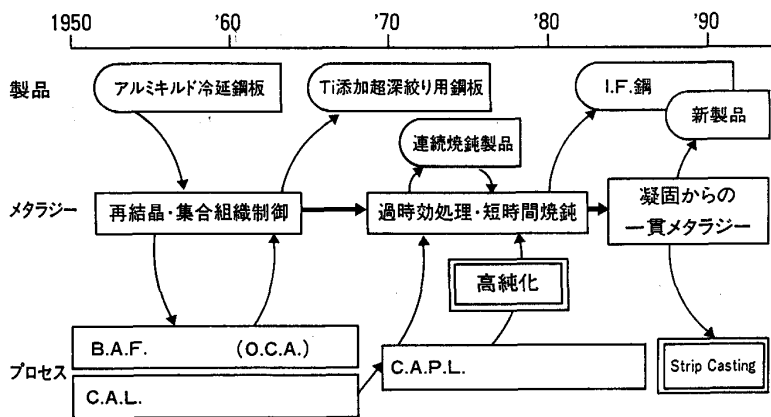 1950 '60 '70 '80 '90
製品
アルミキルド冷延鋼板
Ti添加超深絞り用鋼板
I.F.鋼
新製品
連続焼鈍製品
メタラジー
再結晶・集合組織制御
過時効処理・短時間焼鈍
凝固からの
一貫メタラジー
高純化
プロセス
B.A.F. (O.C.A.)
C.A.L.
C.A.P.L.
Strip Casting